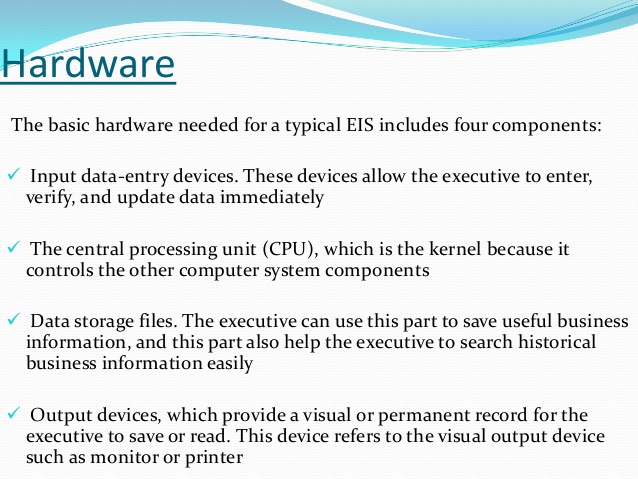 Hardware
The basic hardware needed for a typical EIS includes four components:
✓ Input data-entry devices. These devices allow the executive to enter,
verify, and update data immediately
✓ The central processing unit (CPU), which is the kernel because it
controls the other computer system components
✓ Data storage files. The executive can use this part to save useful business
information, and this part also help the executive to search historical
business information easily
✓ Output devices, which provide a visual or permanent record for the
executive to save or read. This device refers to the visual output device
such as monitor or printer